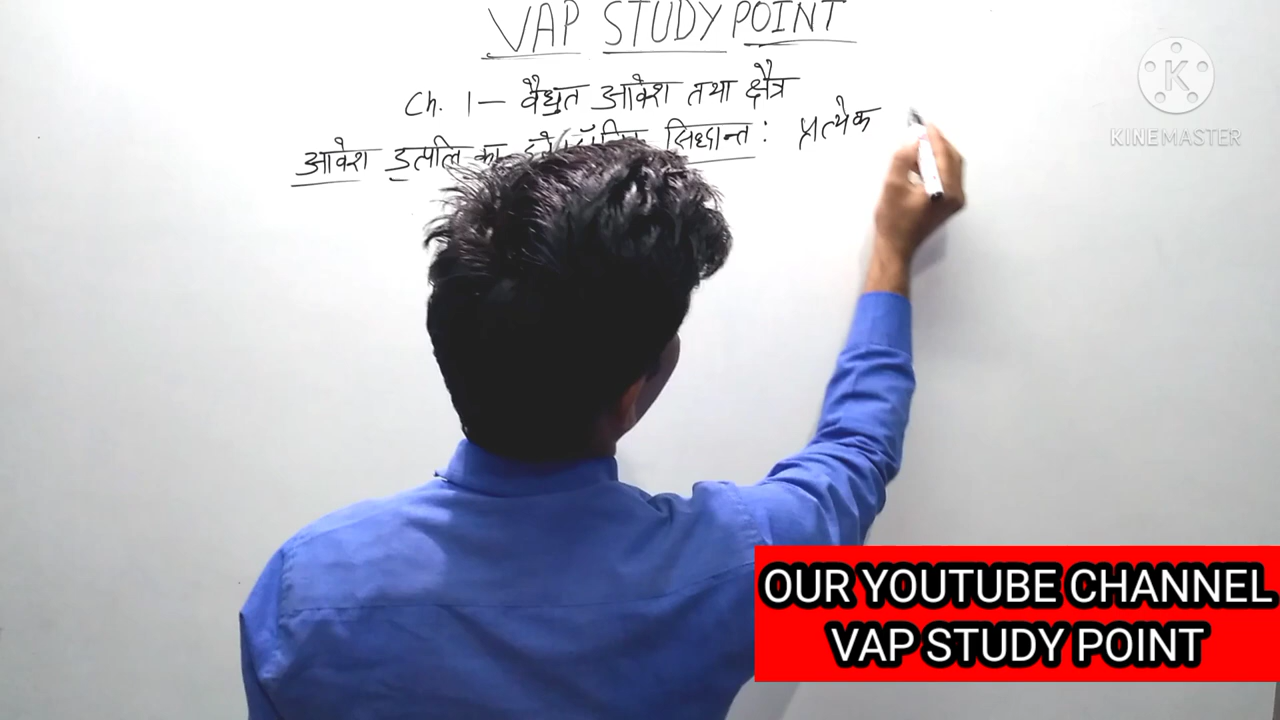 VAP STUDY POINT
Ch. 1 – वैद्युत आवेश तथा क्षेत्र
आवेश उत्पत्ति का सिद्धान्त : प्रत्येक
K
KINEMASTER
OUR YOUTUBE CHANNEL
VAP STUDY POINT